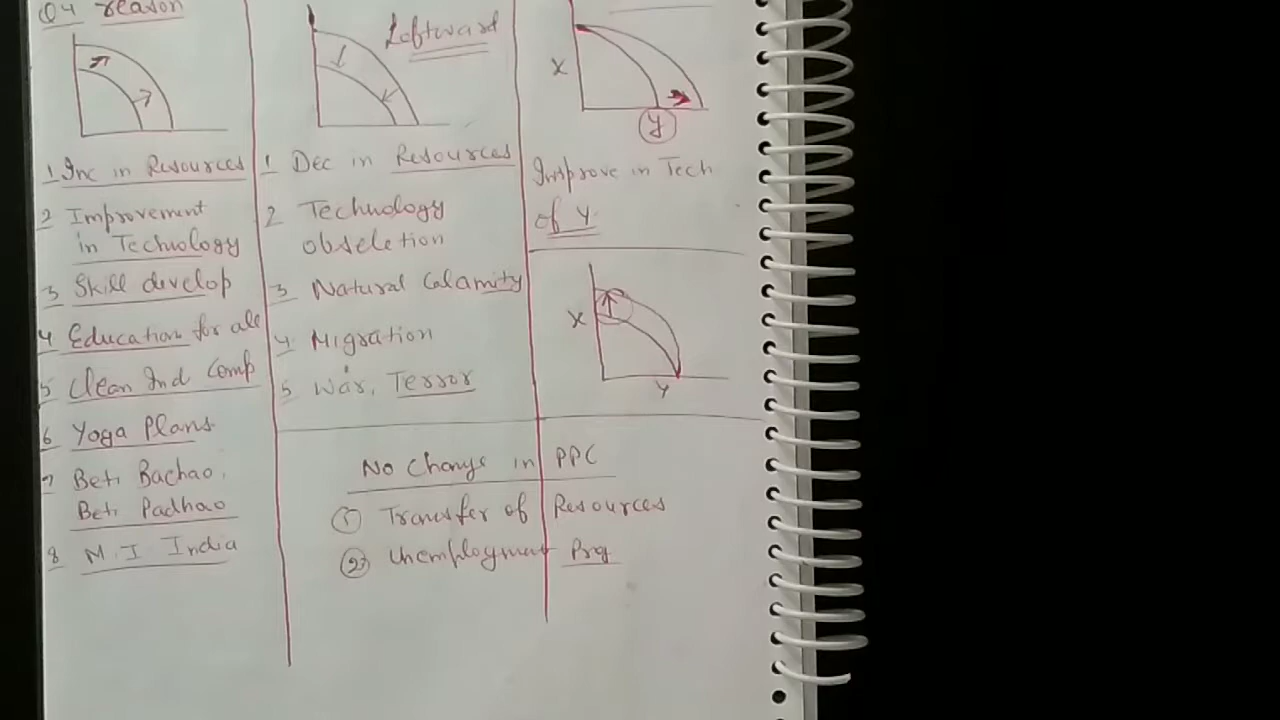 Q4 reason
1 Inc in Resources
2 Improvement
in Technology
3 Skill develop
4 Education for all
5 Clean Ind Comp
6 Yoga Plans
7 Beti Bachao,
Beti Padhao
8 M.I India
Leftward
1 Dec in Resources
2 Technology
obseletion
3 Natural Calamity
4 Migration
5 War, Terror
X
y
Improve in Tech
of Y
X
Y
No Change in PPC
1 Transfer of Resources
2 Unemployment Prg